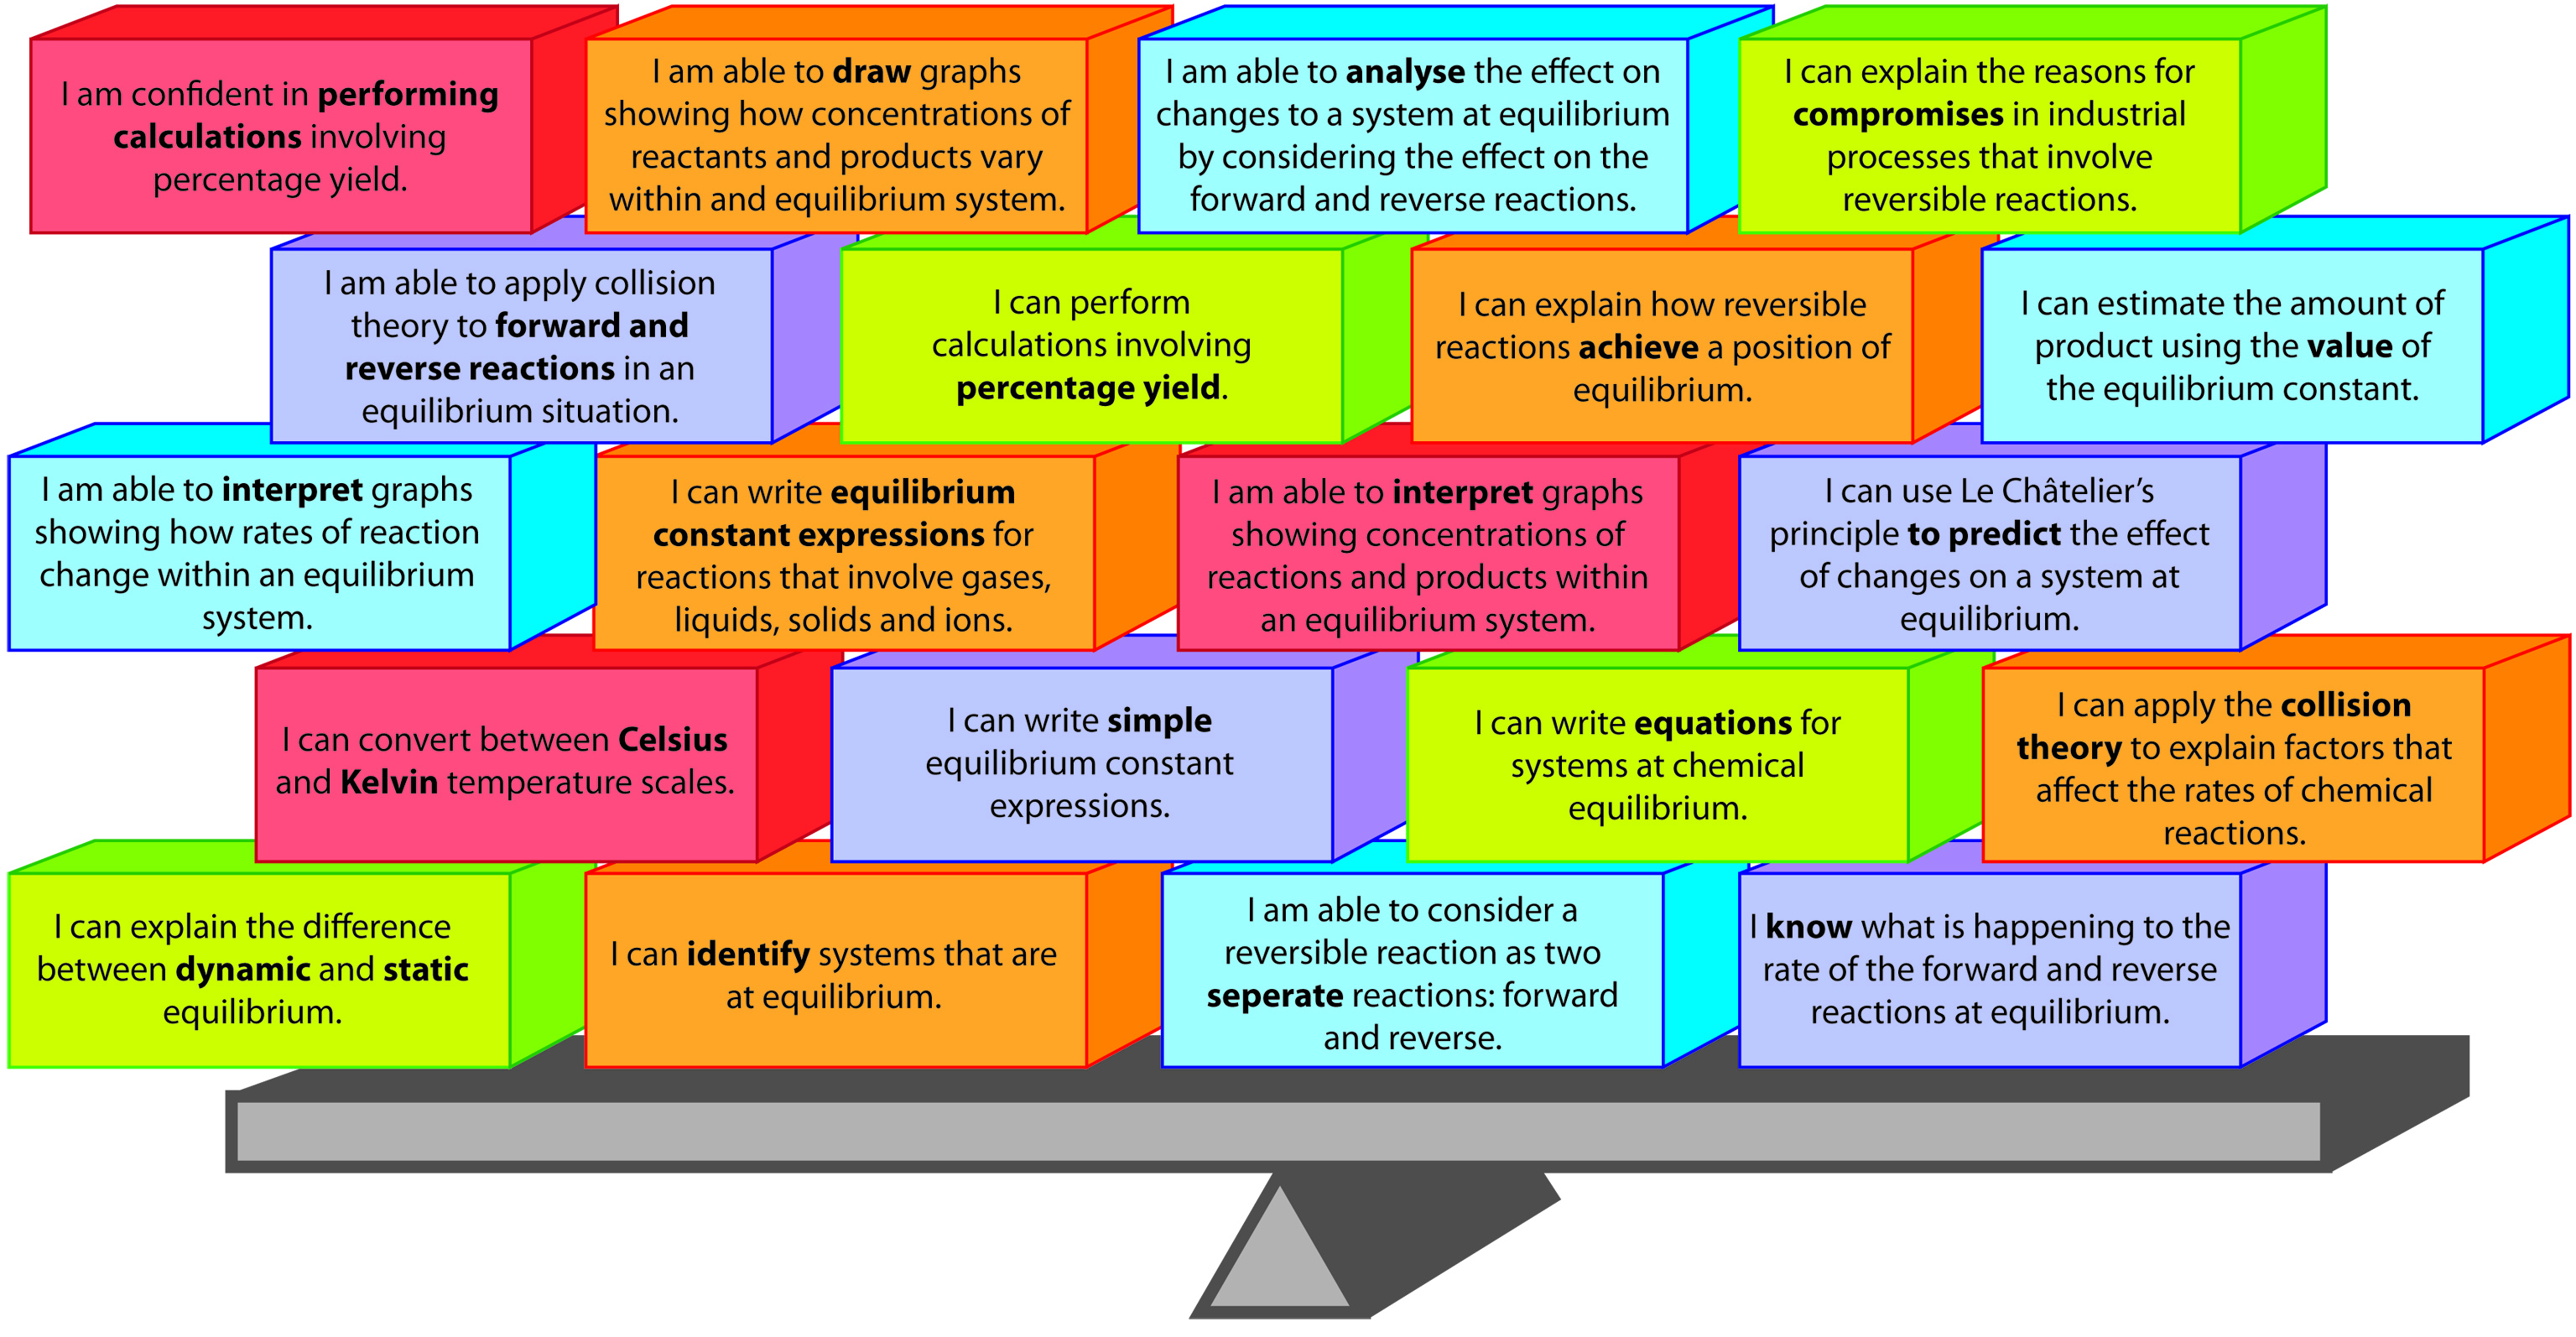 I am confident in performing
calculations involving
percentage yield.
I am able to draw graphs
showing how concentrations of
reactants and products vary
within and equilibrium system.
I am able to analyse the effect on
changes to a system at equilibrium
by considering the effect on the
forward and reverse reactions.
I can explain the reasons for
compromises in industrial
processes that involve
reversible reactions.
I am able to apply collision
theory to forward and
reverse reactions in an
equilibrium situation.
I can perform
calculations involving
percentage yield.
I can explain how reversible
reactions achieve a position of
equilibrium.
I can estimate the amount of
product using the value of
the equilibrium constant.
I am able to interpret graphs
showing how rates of reaction
change within an equilibrium
system.
I can write equilibrium
constant expressions for
reactions that involve gases,
liquids, solids and ions.
I am able to interpret graphs
showing concentrations of
reactions and products within
an equilibrium system.
I can use Le Châtelier’s
principle to predict the effect
of changes on a system at
equilibrium.
I can convert between Celsius
and Kelvin temperature scales.
I can write simple
equilibrium constant
expressions.
I can write equations for
systems at chemical
equilibrium.
I can apply the collision
theory to explain factors that
affect the rates of chemical
reactions.
I can explain the difference
between dynamic and static
equilibrium.
I can identify systems that are
at equilibrium.
I am able to consider a
reversible reaction as two
seperate reactions: forward
and reverse.
I know what is happening to the
rate of the forward and reverse
reactions at equilibrium.